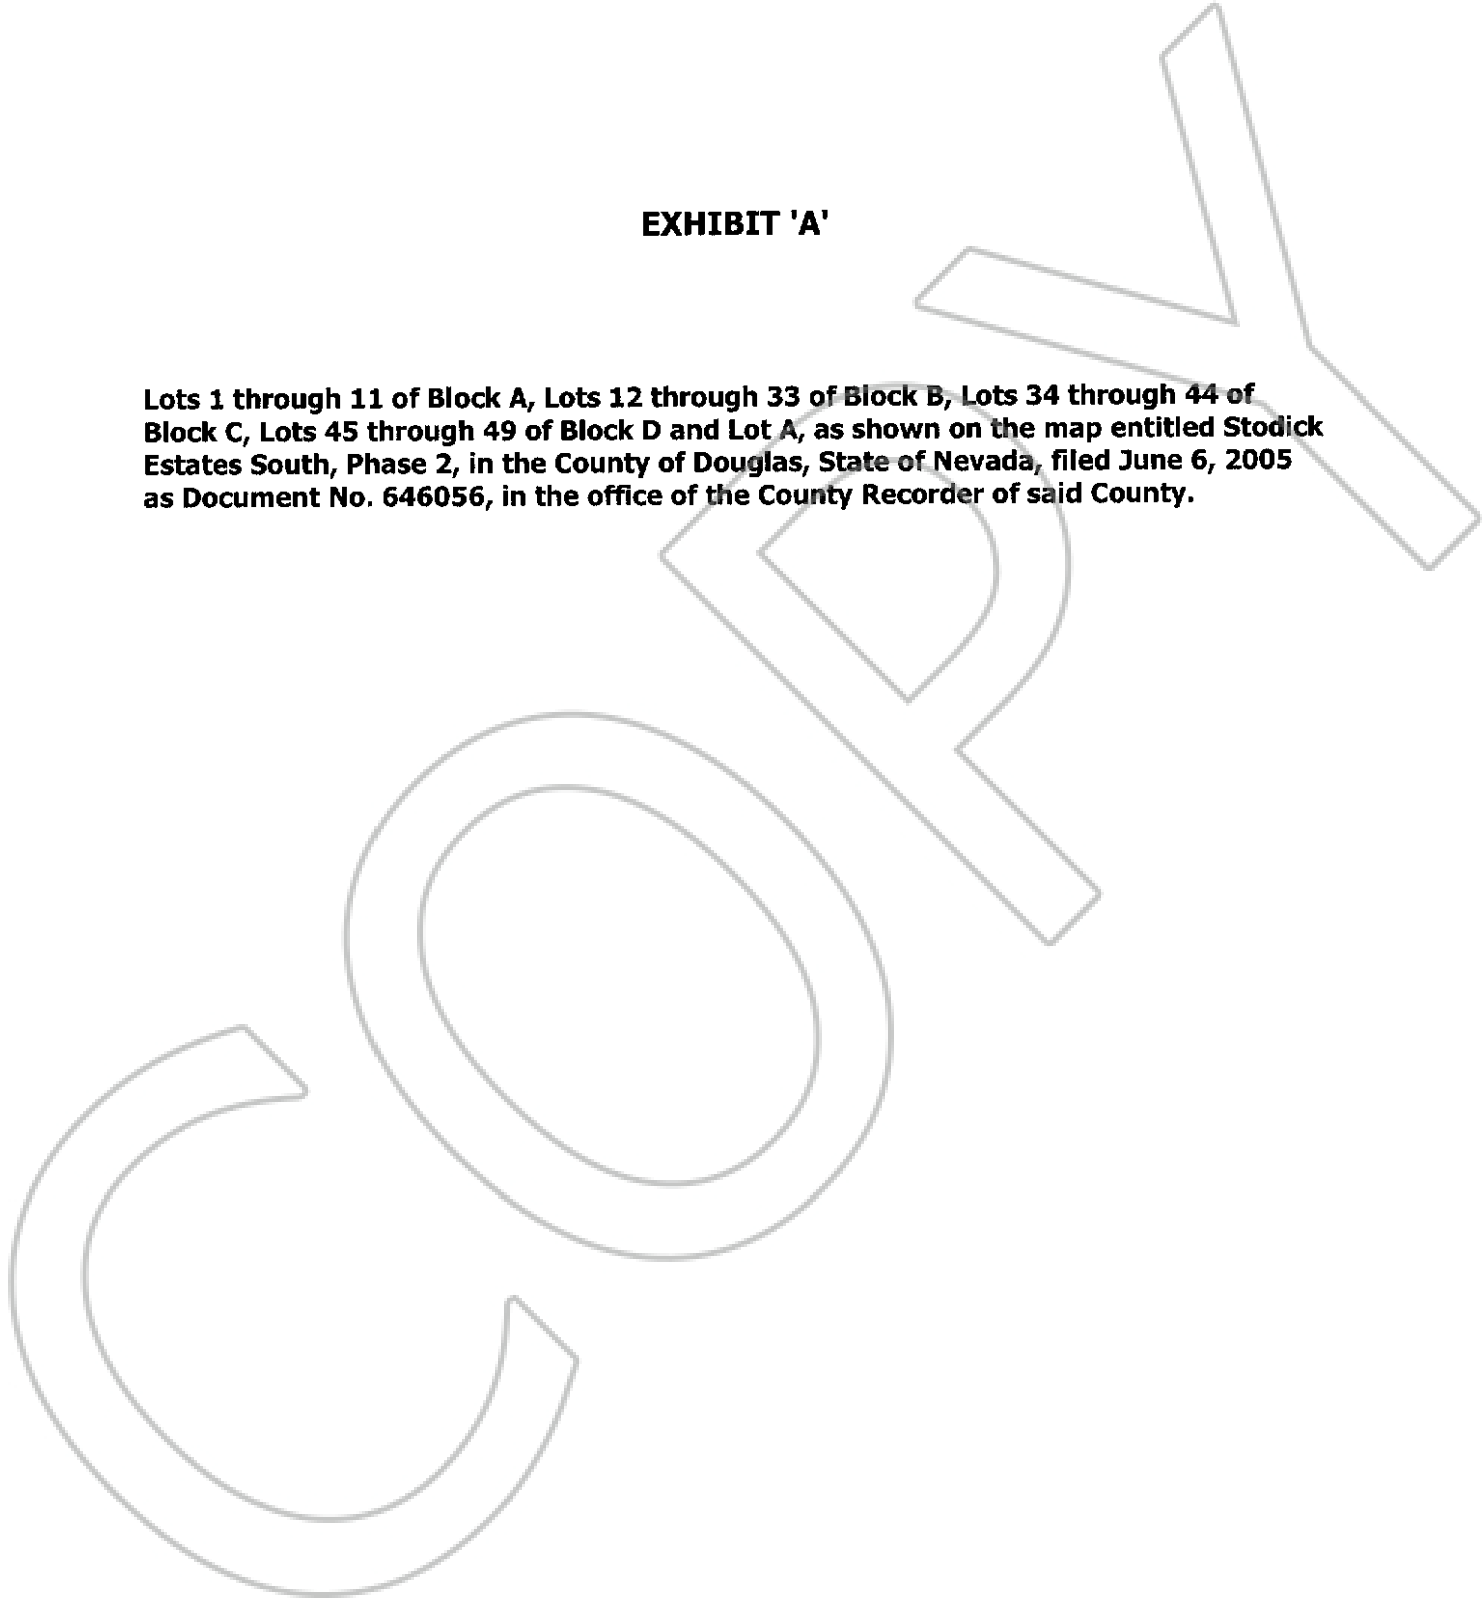 EXHIBIT 'A'
Lots 1 through 11 of Block A, Lots 12 through 33 of Block B, Lots 34 through 44 of
Block C, Lots 45 through 49 of Block D and Lot A, as shown on the map entitled Stodick
Estates South, Phase 2, in the County of Douglas, State of Nevada, filed June 6, 2005
as Document No. 646056, in the office of the County Recorder of said County.
COPY